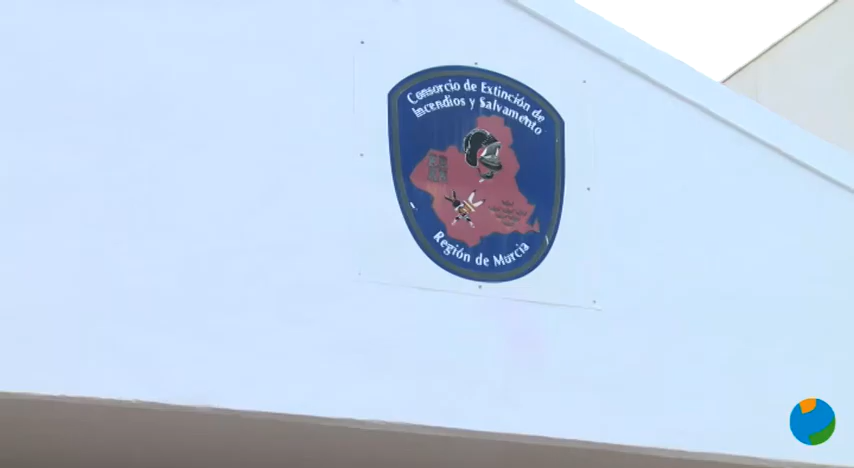 Consorcio de Extinción de
Incendios y Salvamento
Región de Murcia